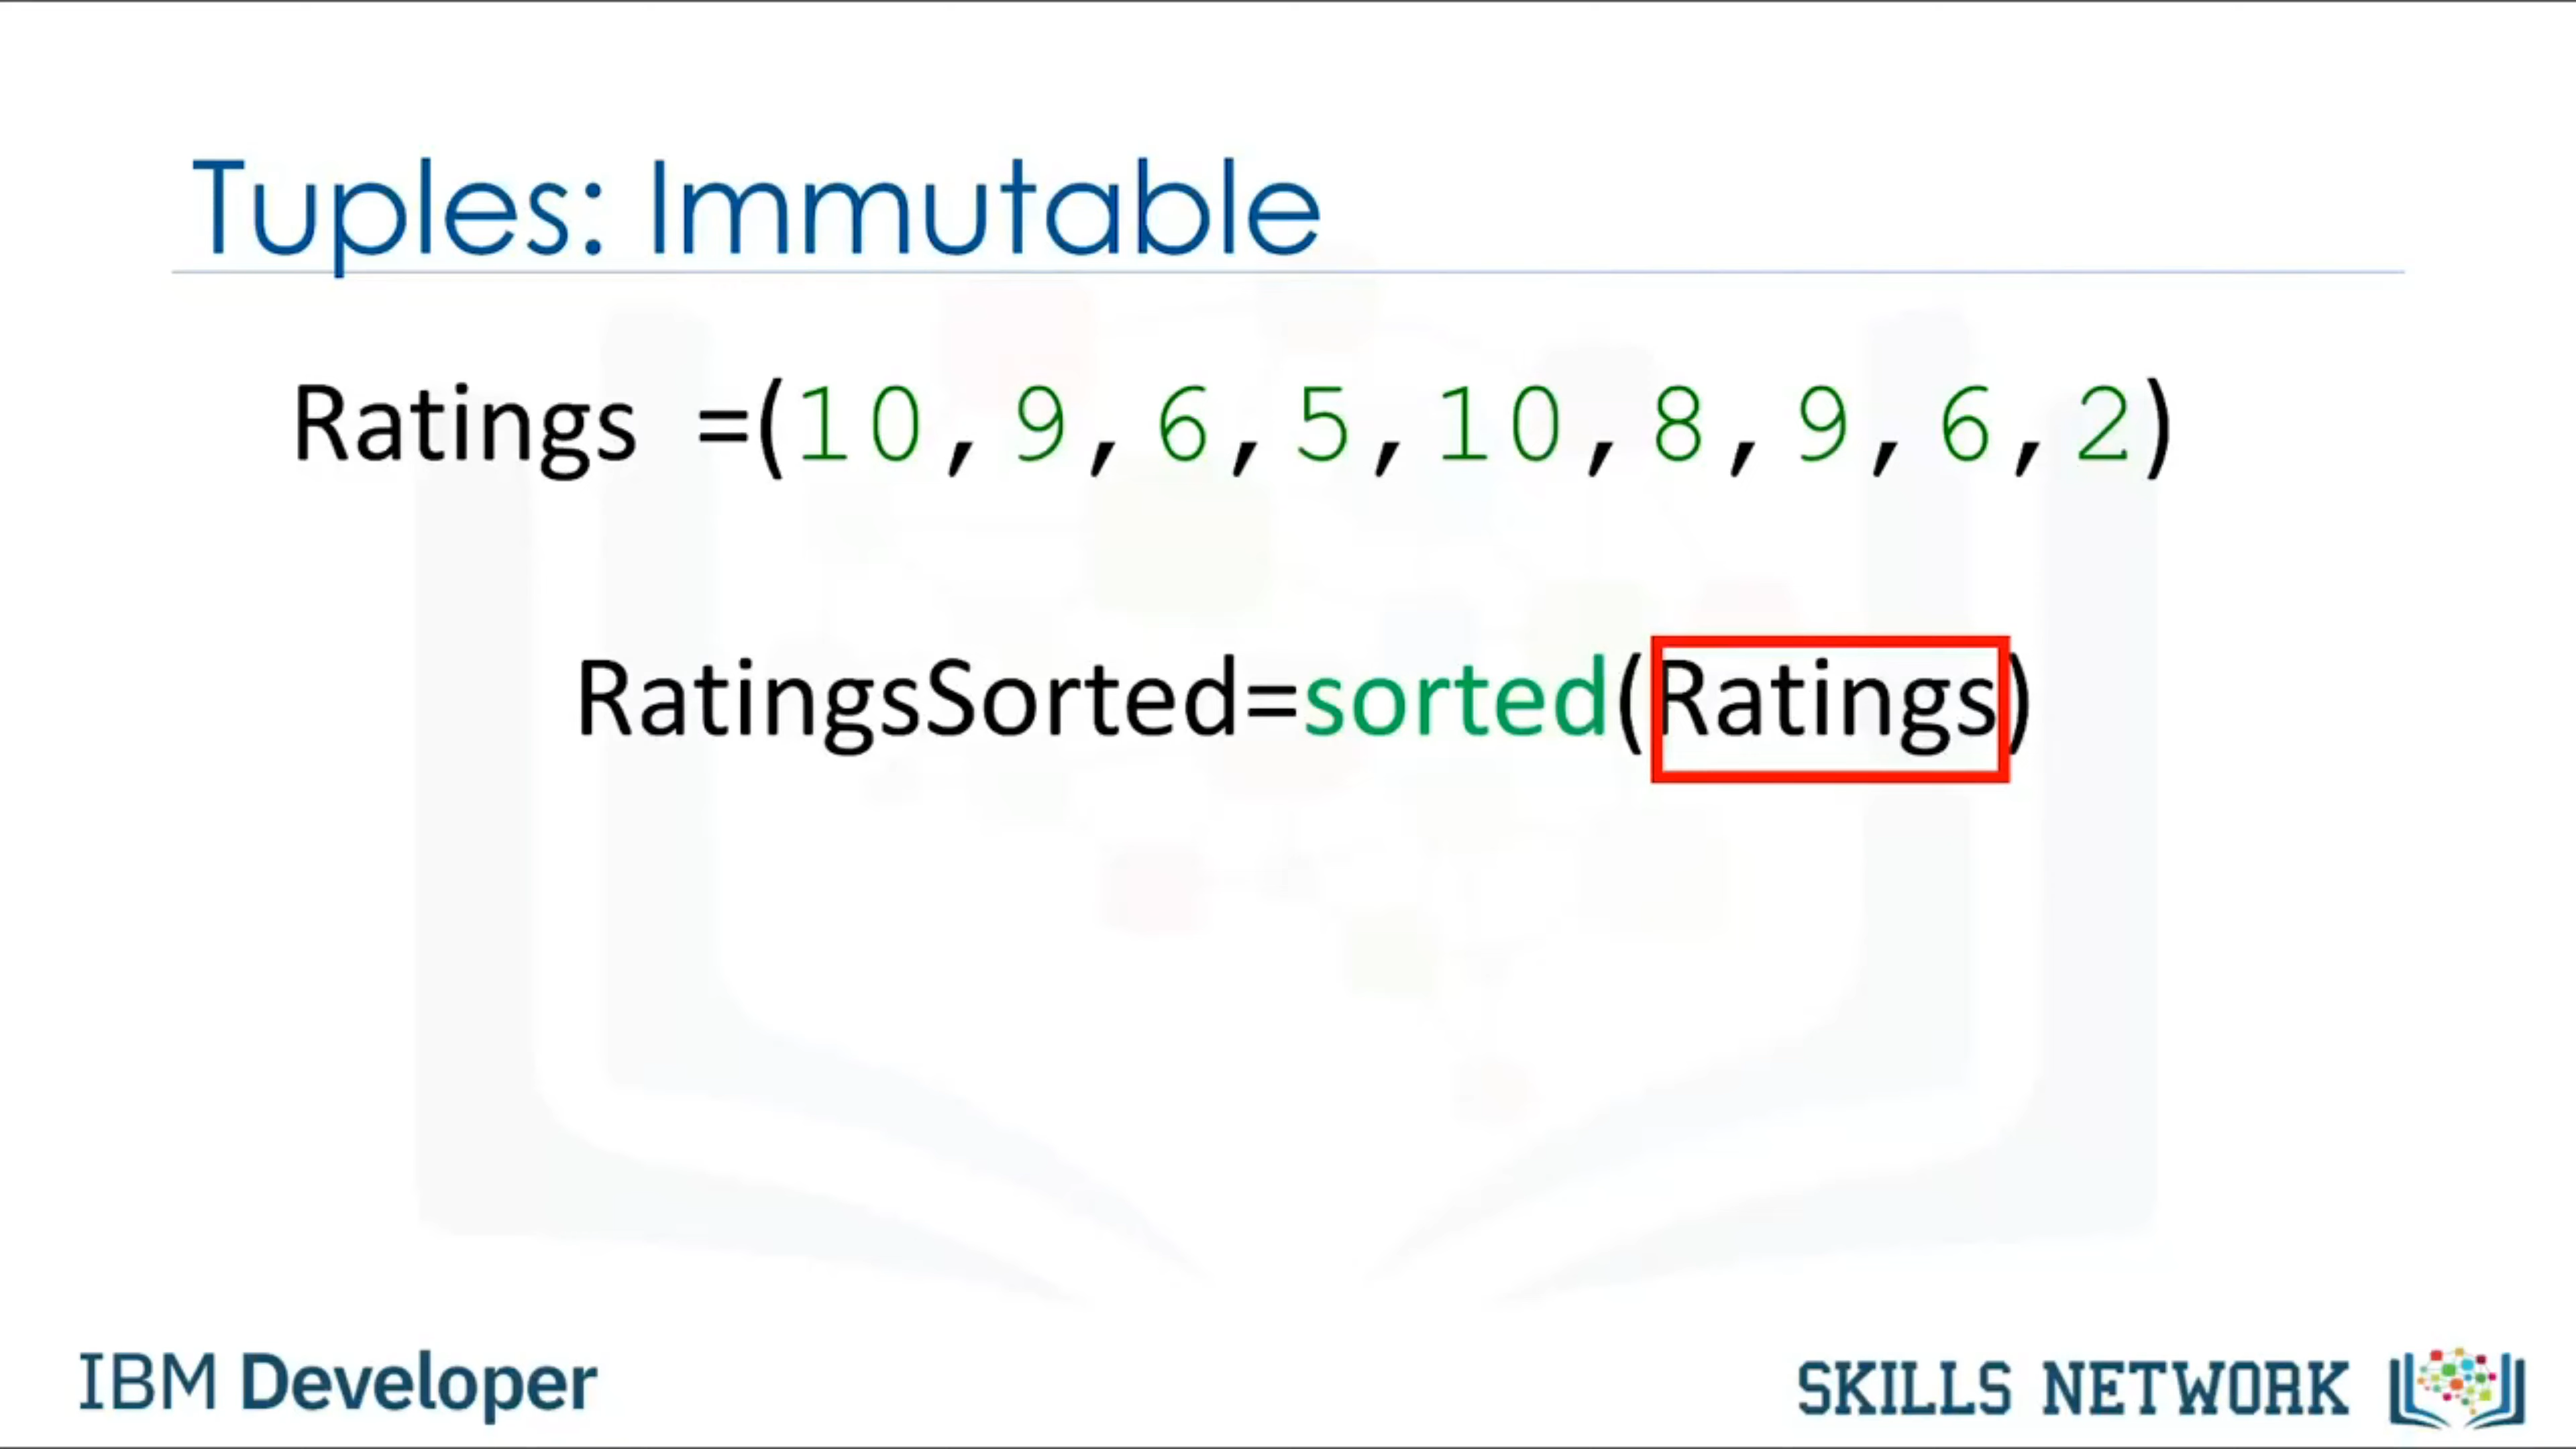 Tuples: Immutable
Ratings =(10,9,6,5,10,8,9,6,2)
RatingsSorted=sorted(Ratings)
IBM Developer
SKILLS NETWORK